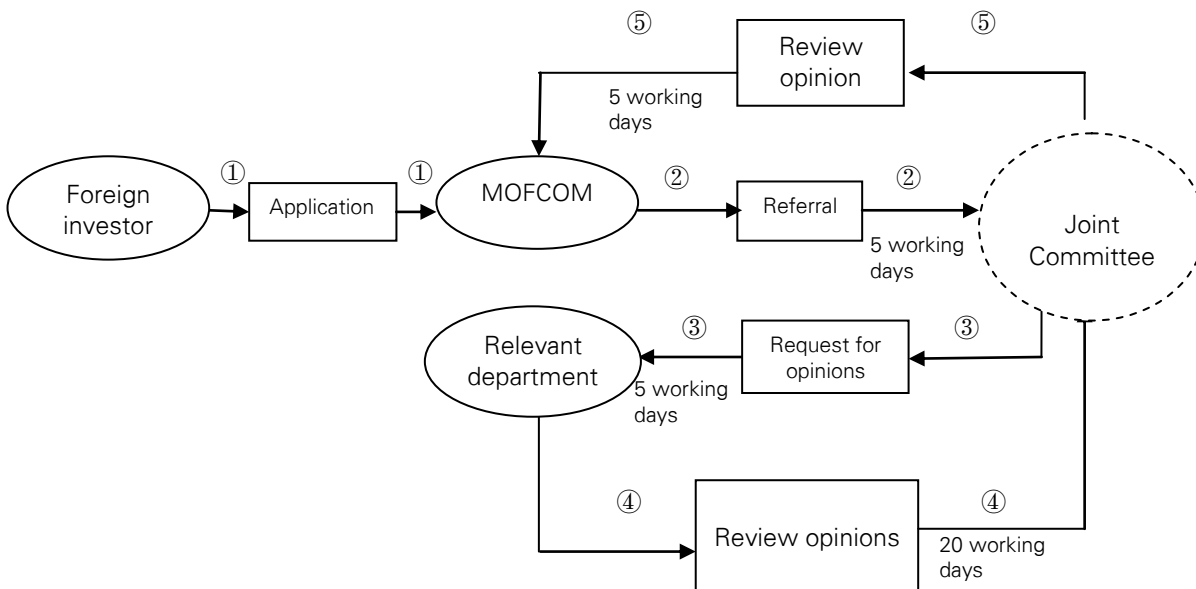 ⑤
⑤
Review
opinion
5 working
days
①
①
②
②
Foreign
investor
Application
MOFCOM
Referral
5 working
days
Joint
Committee
③
③
Relevant
department
Request for
opinions
5 working
days
④
④
Review opinions
20 working
days